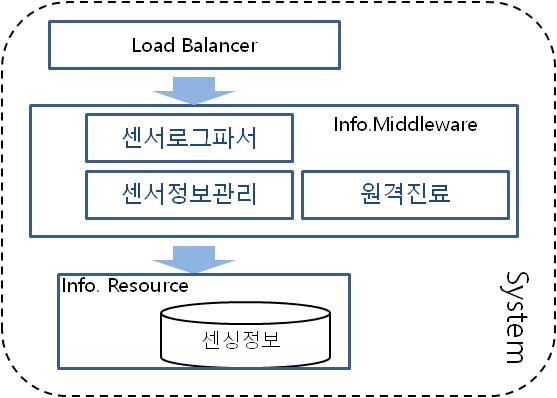 Load Balancer
센서로그파서
Info.Middleware
센서정보관리
원격진료
Info. Resource
센싱정보
System